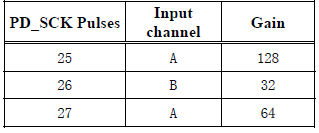 PD_SCK Pulses Input channel Gain
25 A 128
26 B 32
27 A 64